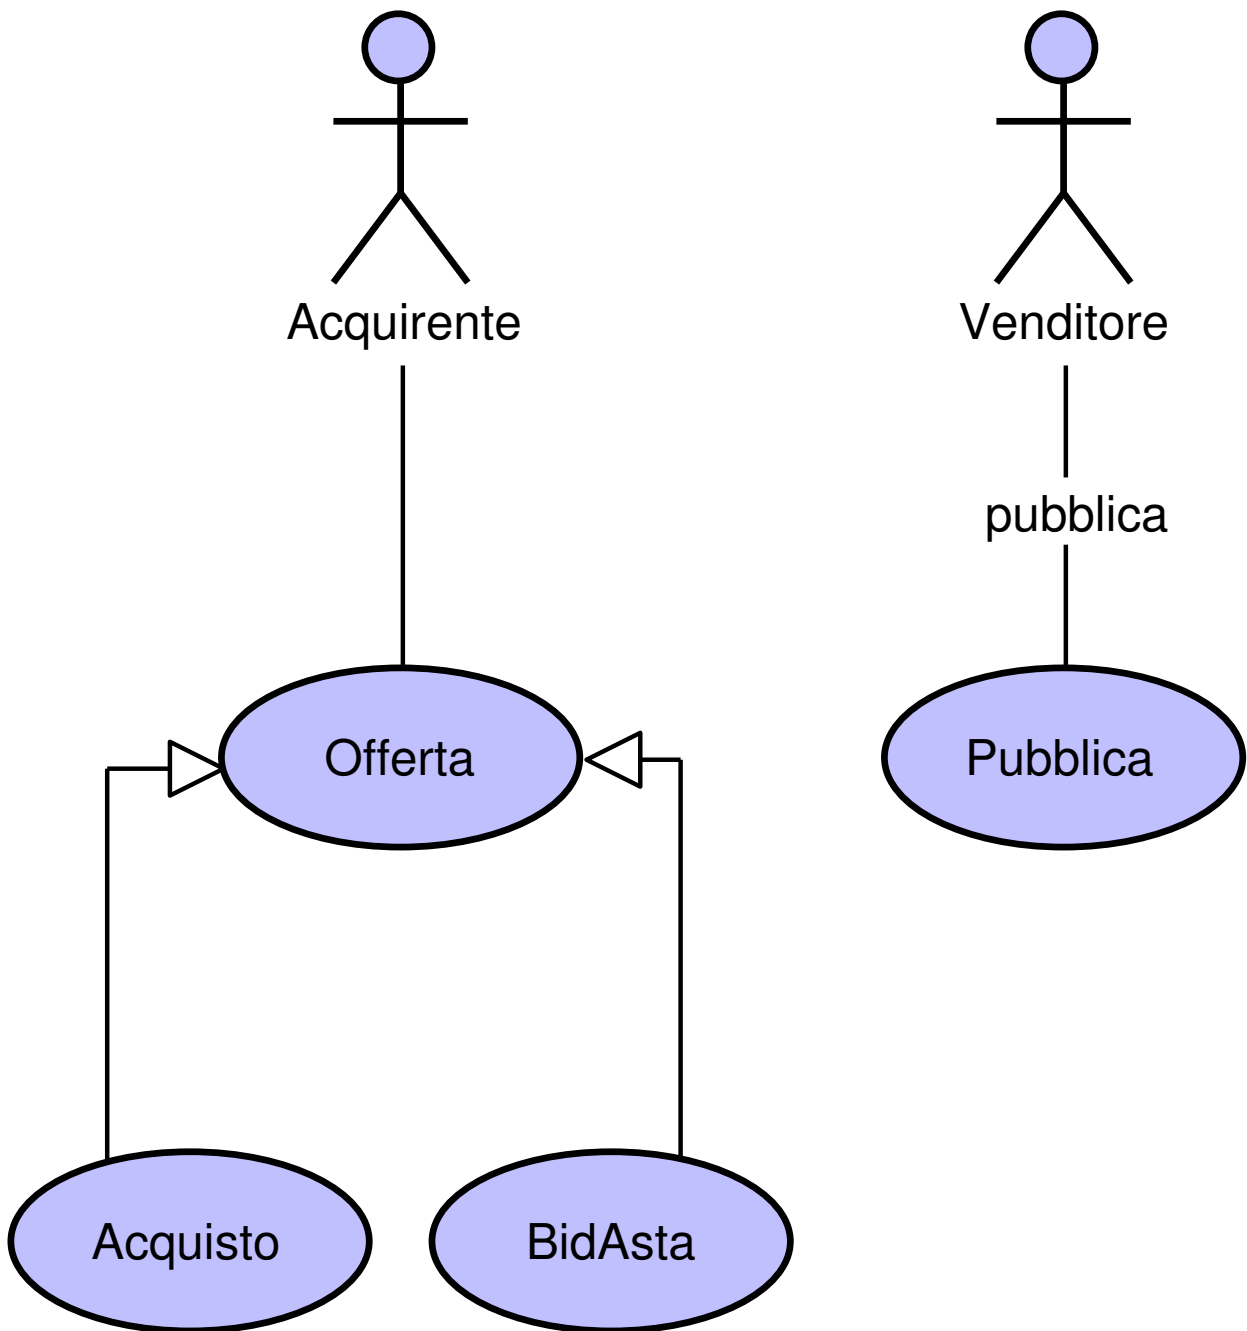 Acquirente
Venditore
pubblica
Offerta
Pubblica
Acquisto
BidAsta